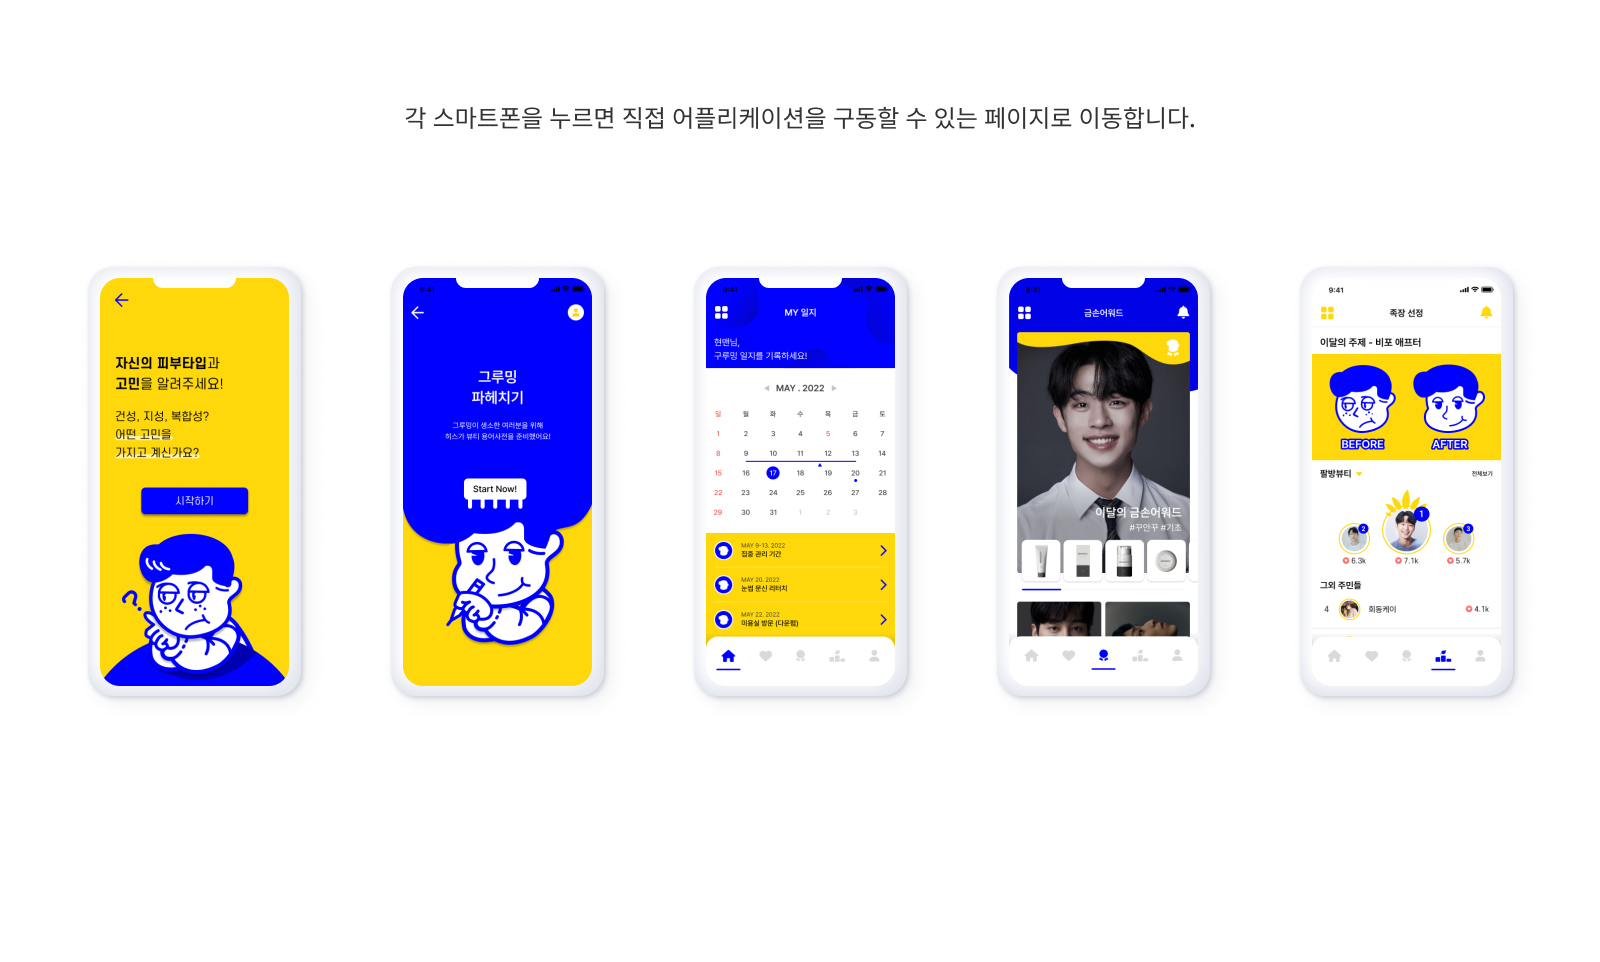 각 스마트폰을 누르면 직접 어플리케이션을 구동할 수 있는 페이지로 이동합니다.
자신의 피부타입과
고민을 알려주세요!
건성, 지성, 복합성?
어떤 고민을
가지고 계신가요?
시작하기
9:41
그루밍
파헤치기
그루밍이 생소한 여러분을 위해
히스가 뷰티 용어사전을 준비했어요!
Start Now!
9:41
MY 일지
현맨님,
구루밍 일지를 기록하세요!
MAY . 2022
일 월 화 수 목 금 토
1 2 3 4 5 6 7
8 9 10 11 12 13 14
15 16 17 18 19 20 21
22 23 24 25 26 27 28
29 30 31 1 2 3
MAY 9-13, 2022
집중 관리 기간
MAY 20, 2022
눈썹 문신 리터치
MAY 22, 2022
미용실 방문 (다운펌)
9:41
금손어워드
이달의 금손어워드
#꾸안꾸 #기초
9:41
족장 선정
이달의 주제 - 비포 애프터
BEFORE
AFTER
팔방뷰티
전체보기
1
2
3
6.3k
7.1k
5.7k
그외 주민들
4 회동케이 4.1k